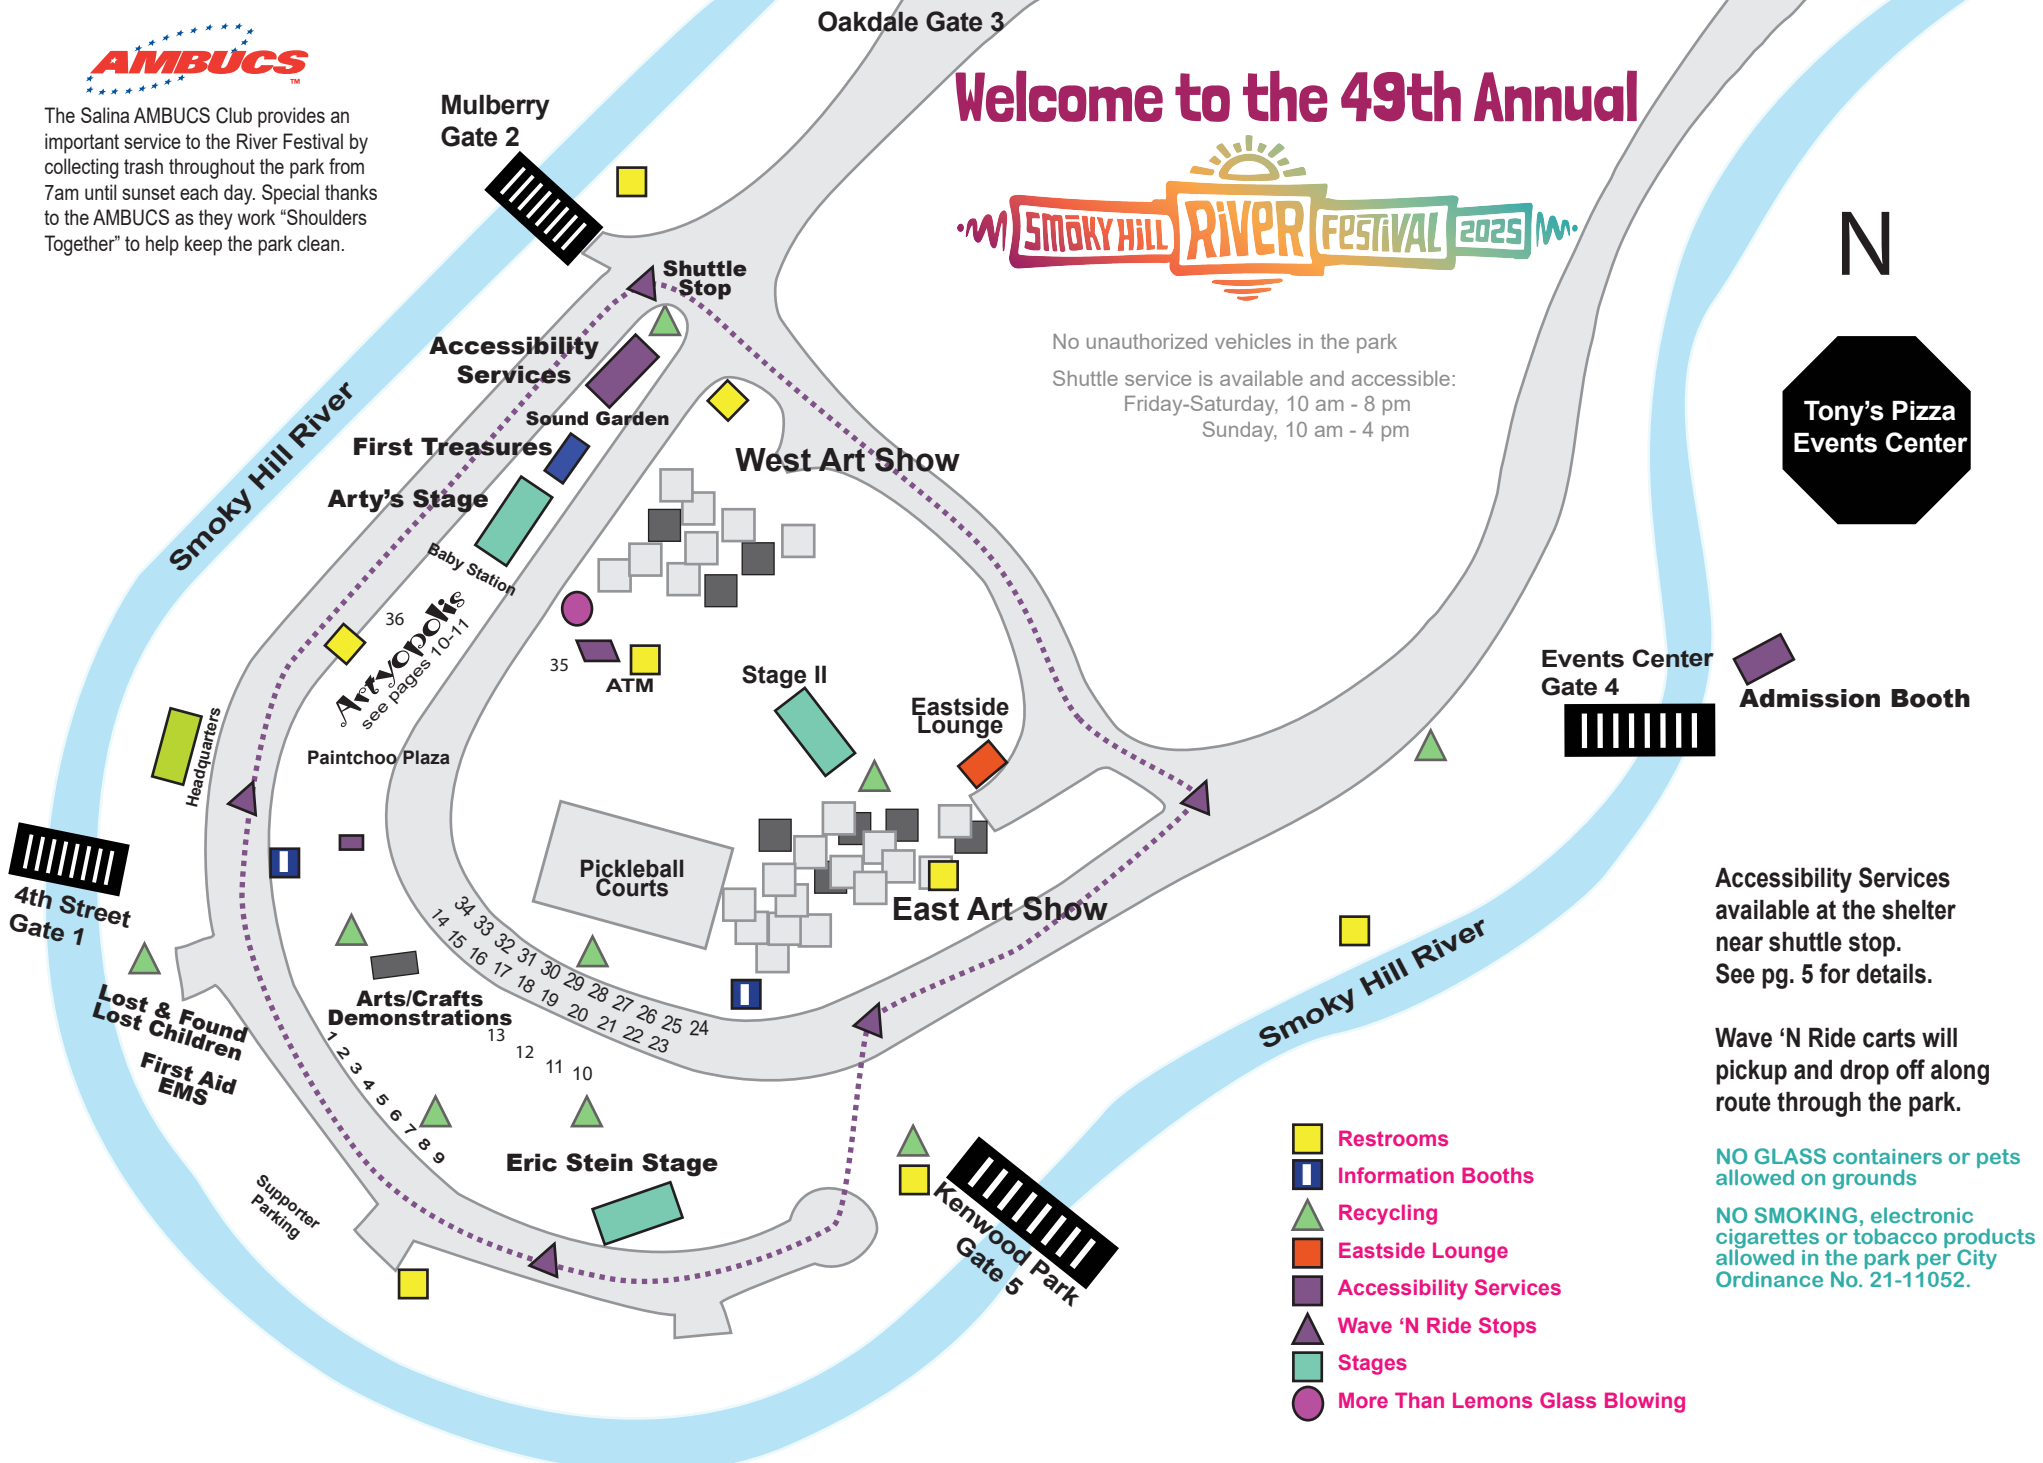 Oakdale Gate 3
AMBUCS
TM
The Salina AMBUCS Club provides an
important service to the River Festival by
collecting trash throughout the park from
7am until sunset each day. Special thanks
to the AMBUCS as they work “Shoulders
Together” to help keep the park clean.
Mulberry
Gate 2
Welcome to the 49th Annual
SMOKY HILL RIVER FESTIVAL 2025
N
No unauthorized vehicles in the park
Shuttle service is available and accessible:
Friday-Saturday, 10 am - 8 pm
Sunday, 10 am - 4 pm
Tony’s Pizza
Events Center
Shuttle
Stop
Accessibility
Services
Sound Garden
First Treasures
Arty’s Stage
Baby Station
Smoky Hill River
West Art Show
36
Artyopolis
see pages 10-11
35
ATM
Stage II
Eastside
Lounge
Events Center
Gate 4
Admission Booth
Headquarters
Paintchoo Plaza
Pickleball
Courts
East Art Show
4th Street
Gate 1
34 33 32 31 30 29 28 27 26 25 24
14 15 16 17 18 19 20 21 22 23
Arts/Crafts
Demonstrations
13 12 11 10
1 2 3 4 5 6 7 8 9
Lost & Found
Lost Children
First Aid
EMS
Supporter
Parking
Eric Stein Stage
Kenwood Park
Gate 5
Smoky Hill River
Accessibility Services
available at the shelter
near shuttle stop.
See pg. 5 for details.
Wave ‘N Ride carts will
pickup and drop off along
route through the park.
NO GLASS containers or pets
allowed on grounds
NO SMOKING, electronic
cigarettes or tobacco products
allowed in the park per City
Ordinance No. 21-11052.
Restrooms
Information Booths
Recycling
Eastside Lounge
Accessibility Services
Wave ‘N Ride Stops
Stages
More Than Lemons Glass Blowing